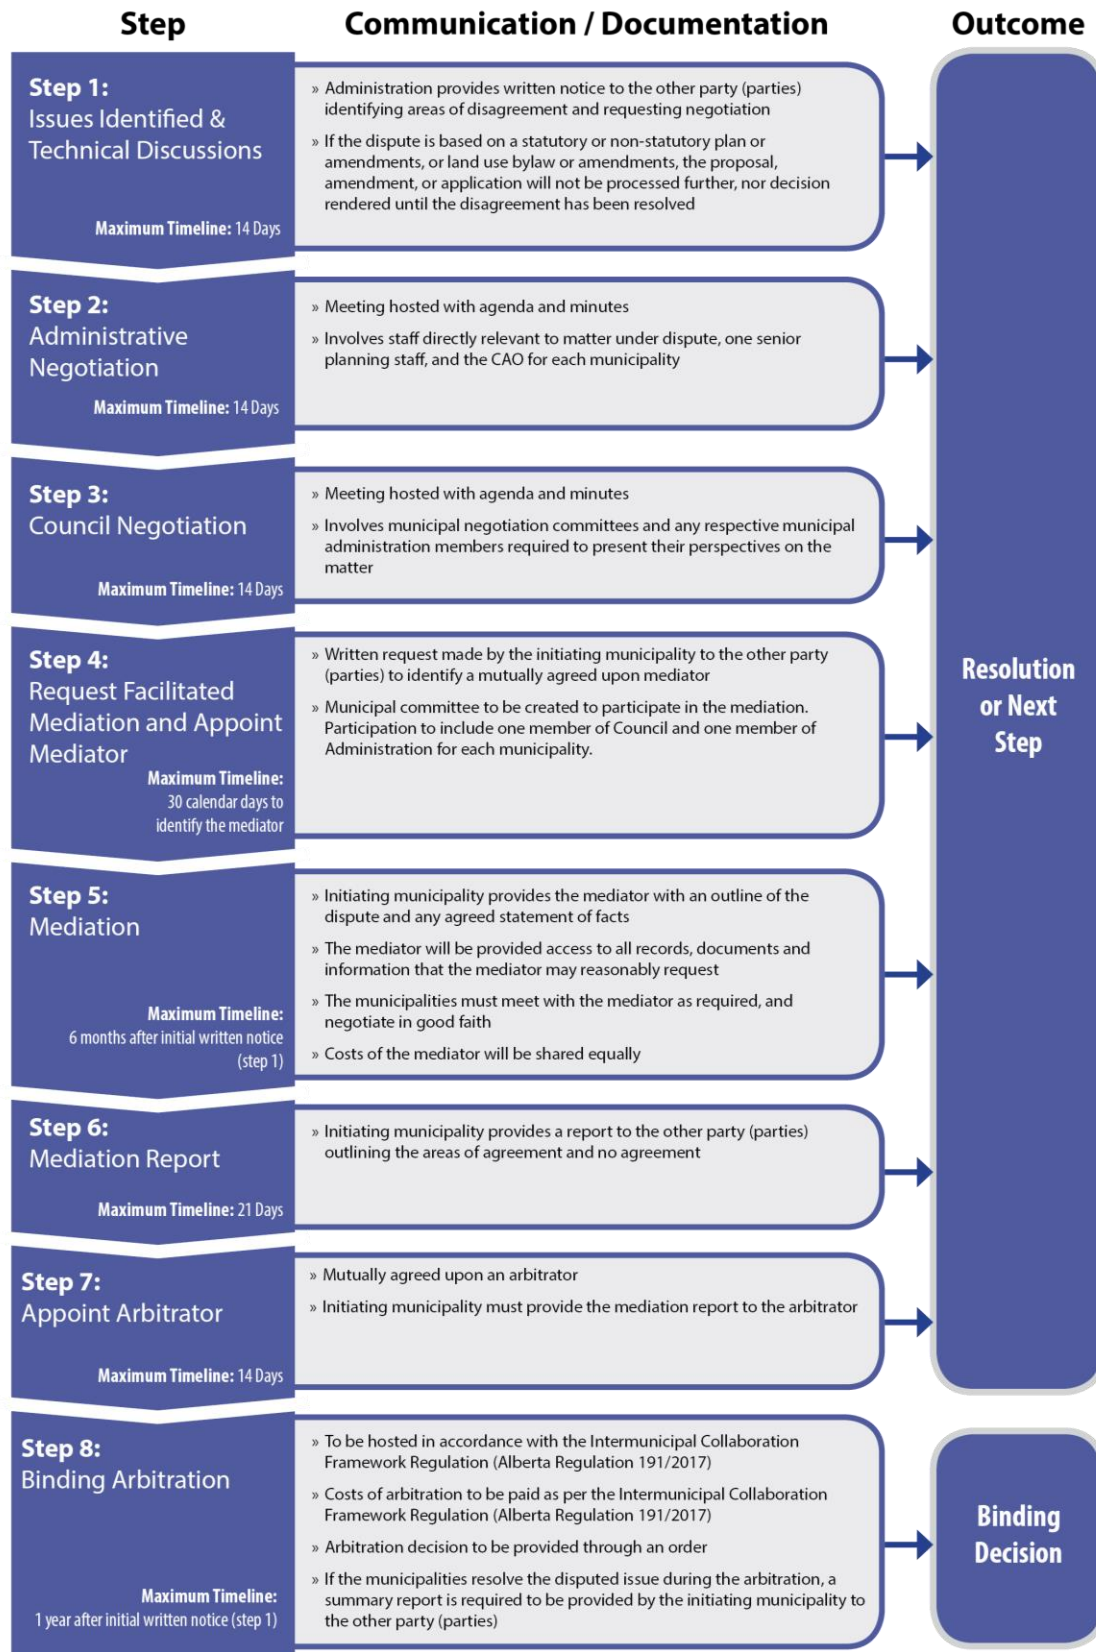 Step
Communication / Documentation
Outcome
Step 1:
Issues Identified &
Technical Discussions
Maximum Timeline: 14 Days
» Administration provides written notice to the other party (parties)
identifying areas of disagreement and requesting negotiation
» If the dispute is based on a statutory or non-statutory plan or
amendments, or land use bylaw or amendments, the proposal,
amendment, or application will not be processed further, nor decision
rendered until the disagreement has been resolved
Step 2:
Administrative
Negotiation
Maximum Timeline: 14 Days
» Meeting hosted with agenda and minutes
» Involves staff directly relevant to matter under dispute, one senior
planning staff, and the CAO for each municipality
Step 3:
Council Negotiation
Maximum Timeline: 14 Days
» Meeting hosted with agenda and minutes
» Involves municipal negotiation committees and any respective municipal
administration members required to present their perspectives on the
matter
Step 4:
Request Facilitated
Mediation and Appoint
Mediator
Maximum Timeline:
30 calendar days to
identify the mediator
» Written request made by the initiating municipality to the other party
(parties) to identify a mutually agreed upon mediator
» Municipal committee to be created to participate in the mediation.
Participation to include one member of Council and one member of
Administration for each municipality.
Step 5:
Mediation
Maximum Timeline:
6 months after initial written notice
(step 1)
» Initiating municipality provides the mediator with an outline of the
dispute and any agreed statement of facts
» The mediator will be provided access to all records, documents and
information that the mediator may reasonably request
» The municipalities must meet with the mediator as required, and
negotiate in good faith
» Costs of the mediator will be shared equally
Step 6:
Mediation Report
Maximum Timeline: 21 Days
» Initiating municipality provides a report to the other party (parties)
outlining the areas of agreement and no agreement
Step 7:
Appoint Arbitrator
Maximum Timeline: 14 Days
» Mutually agreed upon an arbitrator
» Initiating municipality must provide the mediation report to the arbitrator
Resolution
or Next
Step
Step 8:
Binding Arbitration
Maximum Timeline:
1 year after initial written notice (step 1)
» To be hosted in accordance with the Intermunicipal Collaboration
Framework Regulation (Alberta Regulation 191/2017)
» Costs of arbitration to be paid as per the Intermunicipal Collaboration
Framework Regulation (Alberta Regulation 191/2017)
» Arbitration decision to be provided through an order
» If the municipalities resolve the disputed issue during the arbitration, a
summary report is required to be provided by the initiating municipality to
the other party (parties)
Binding
Decision